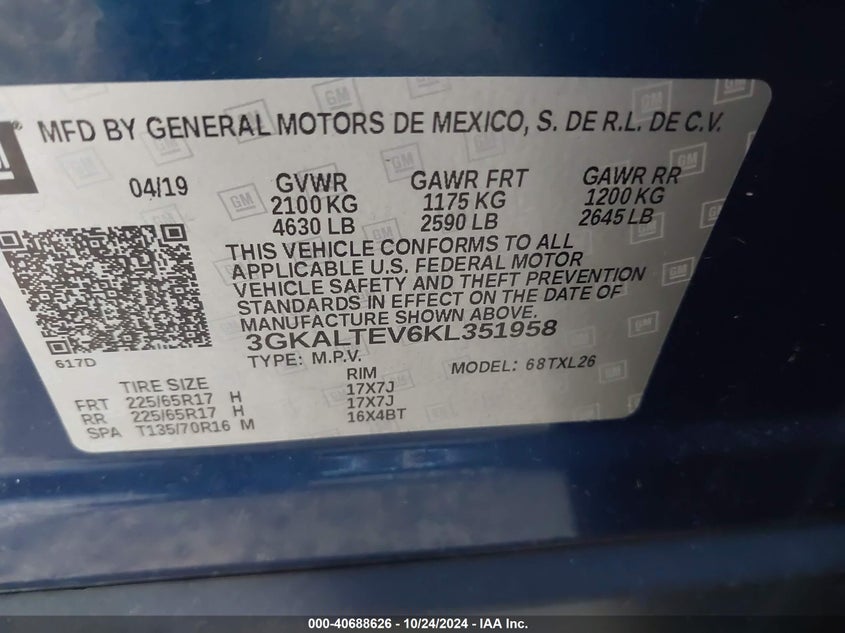 GM
®
MFD BY GENERAL MOTORS DE MEXICO, S. DE R.L. DE C.V.
04/19 GVWR GAWR FRT GAWR RR
2100 KG 1175 KG 1200 KG
4630 LB 2590 LB 2645 LB
THIS VEHICLE CONFORMS TO ALL
APPLICABLE U.S. FEDERAL MOTOR
VEHICLE SAFETY AND THEFT PREVENTION
STANDARDS IN EFFECT ON THE DATE OF
MANUFACTURE SHOWN ABOVE.
3GKALTEV6KL351958
617D TYPE: M.P.V. MODEL: 68TXL26
TIRE SIZE RIM
FRT 225/65R17 H 17X7J
RR 225/65R17 H 17X7J
SPA T135/70R16 M 16X4BT
000-40688626 - 10/24/2024 - IAA Inc.